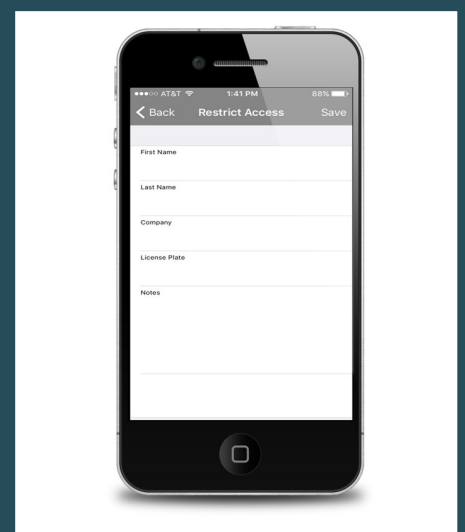 AT&T 1:41 PM 88%
Back Restrict Access Save
First Name
Last Name
Company
License Plate
Notes